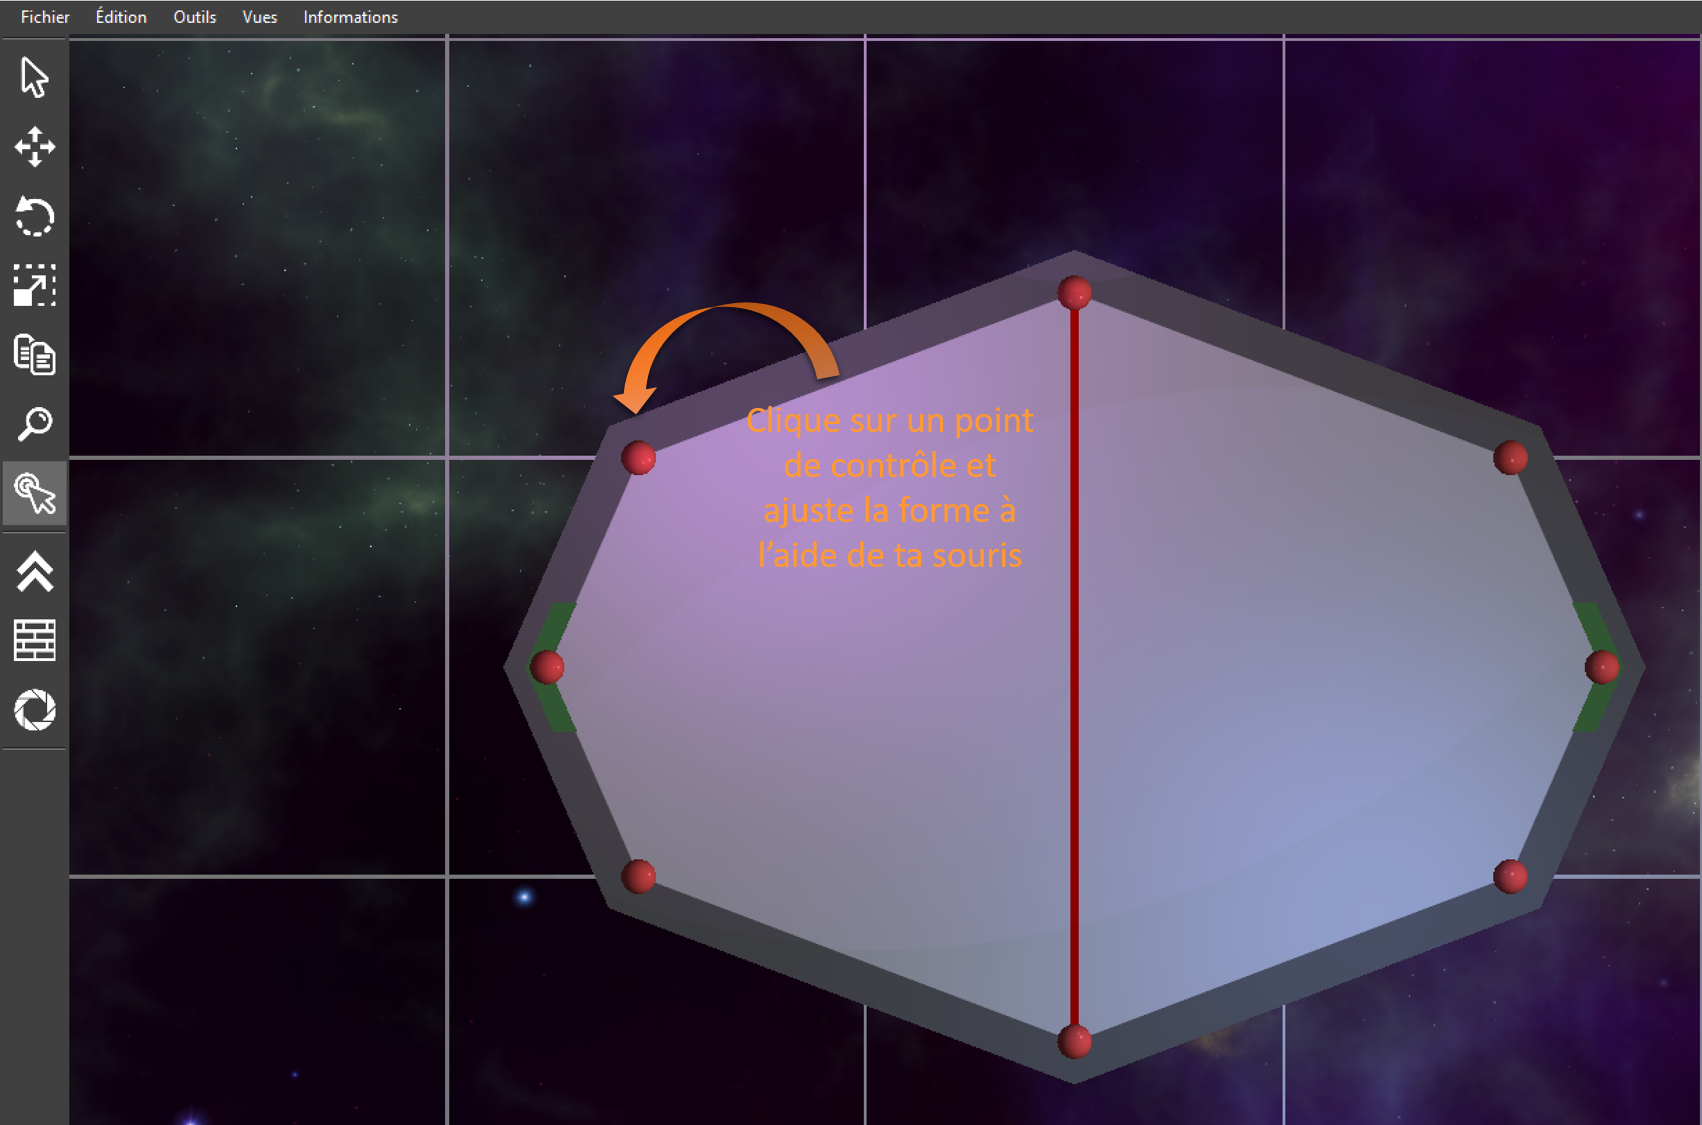 Fichier Édition Outils Vues Informations
Clique sur un point
de contrôle et
ajuste la forme à
l’aide de ta souris